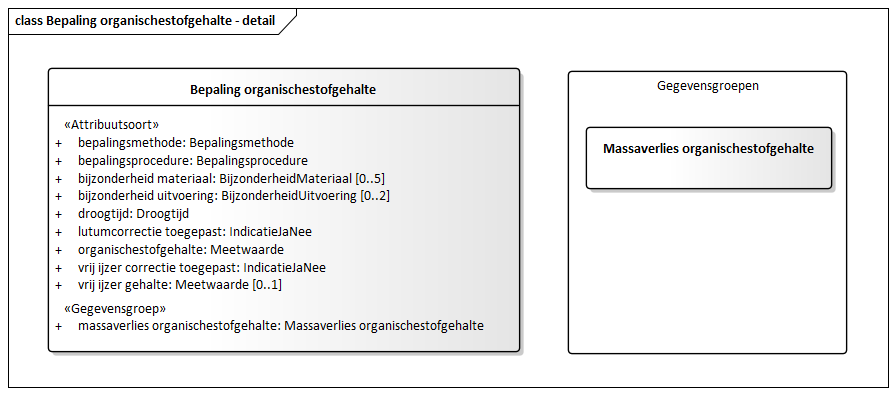 class Bepaling organischestofgehalte - detail
Bepaling organischestofgehalte
«Attribuutsoort»
+ bepalingsmethode: Bepalingsmethode
+ bepalingsprocedure: Bepalingsprocedure
+ bijzonderheid materiaal: BijzonderheidMateriaal [0..5]
+ bijzonderheid uitvoering: BijzonderheidUitvoering [0..2]
+ droogtijd: Droogtijd
+ lutumcorrectie toegepast: IndicatieJaNee
+ organischestofgehalte: Meetwaarde
+ vrij ijzer correctie toegepast: IndicatieJaNee
+ vrij ijzer gehalte: Meetwaarde [0..1]
«Gegevensgroep»
+ massaverlies organischestofgehalte: Massaverlies organischestofgehalte
Gegevensgroepen
Massaverlies organischestofgehalte